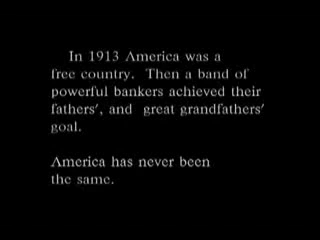 In 1913 America was a
free country. Then a band of
powerful bankers achieved their
fathers', and great grandfathers'
goal.
America has never been
the same.